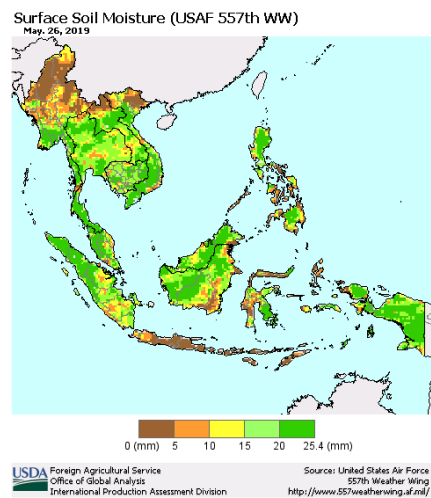 Surface Soil Moisture (USAF 557th WW)
May. 26, 2019
0 (mm) 5 10 15 20 25.4 (mm)
USDA
Foreign Agricultural Service
Office of Global Analysis
International Production Assessment Division
Source: United States Air Force
557th Weather Wing
http://www.557weatherwing.af.mil/